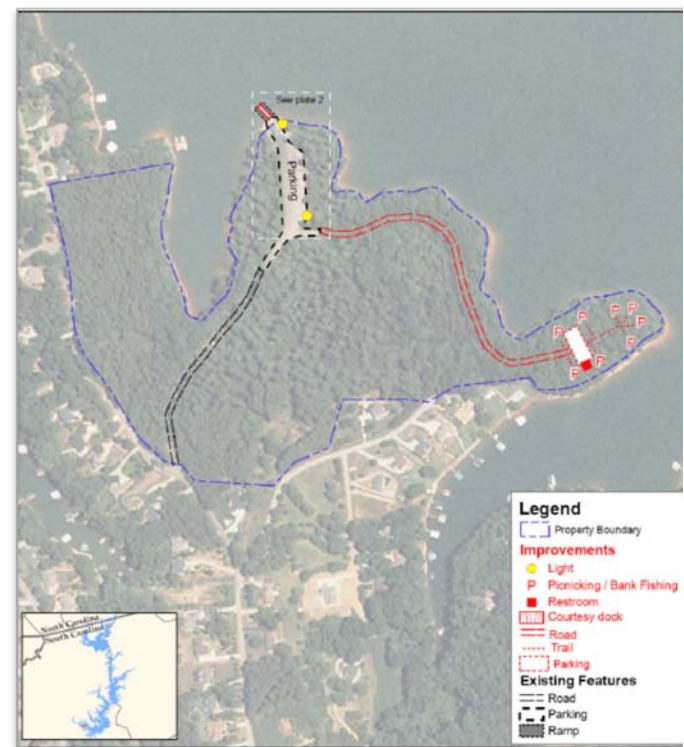 See plate 2
Parking
P
P
P
P
P
P
P
P
Legend
Property Boundary
Improvements
Light
P Picnicking / Bank Fishing
Restroom
Courtesy dock
Road
Trail
Parking
Existing Features
Road
Parking
Ramp
North Carolina
South Carolina